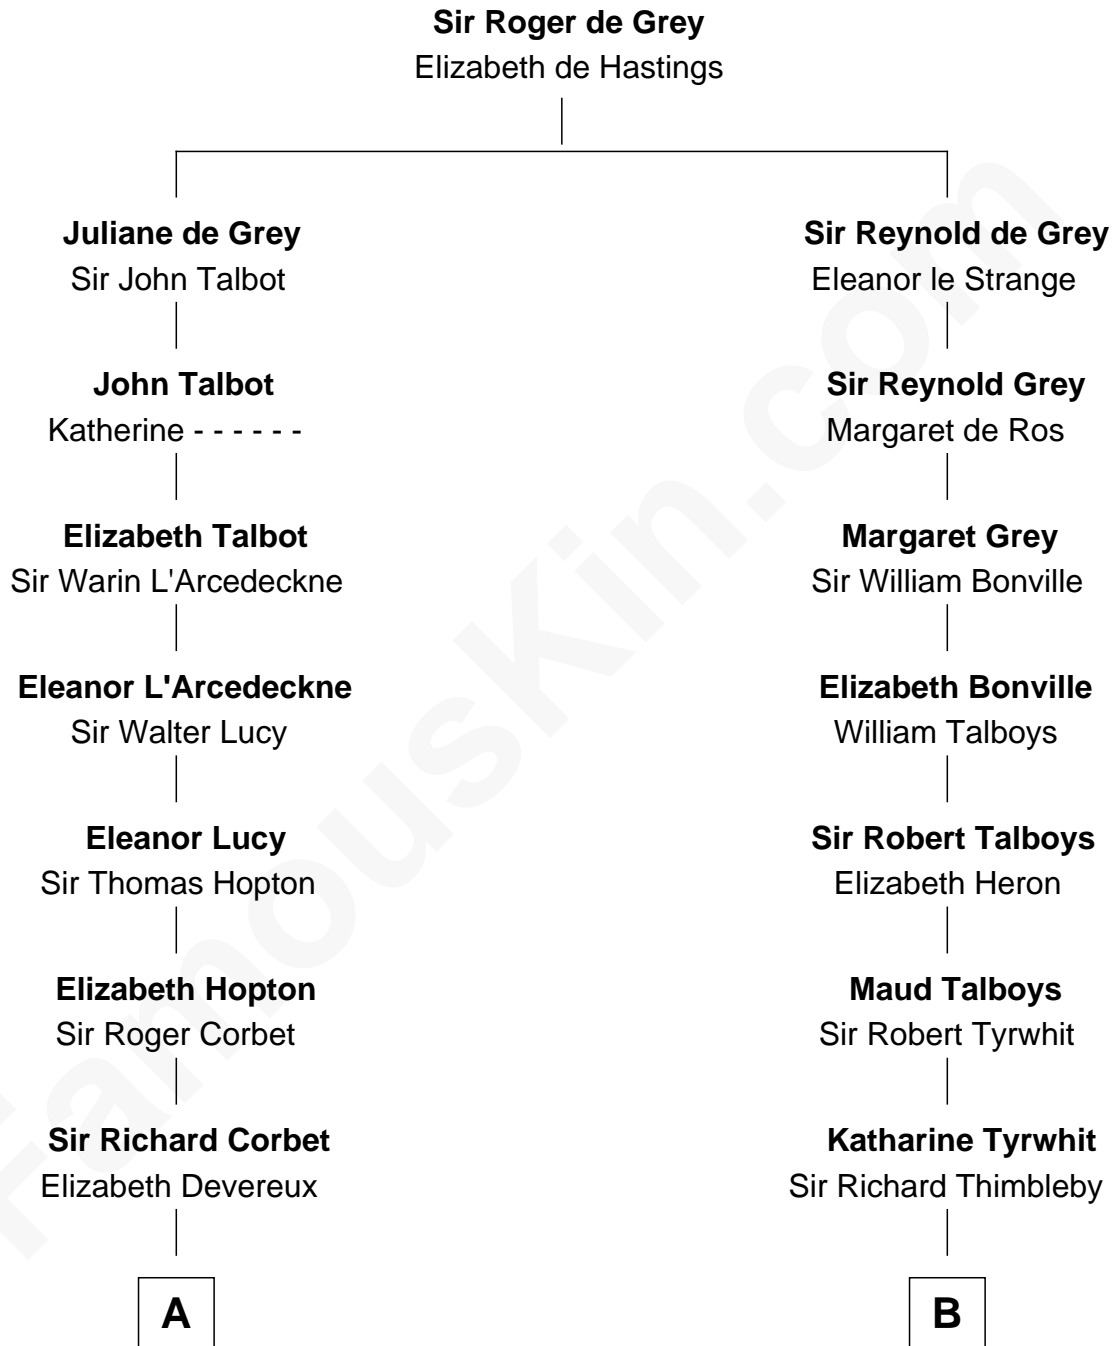 Sir Roger de Grey
Elizabeth de Hastings
Juliane de Grey
Sir John Talbot
John Talbot
Katherine - - - - - -
Elizabeth Talbot
Sir Warin L'Arcedeckne
Eleanor L'Arcedeckne
Sir Walter Lucy
Eleanor Lucy
Sir Thomas Hopton
Elizabeth Hopton
Sir Roger Corbet
Sir Richard Corbet
Elizabeth Devereux
A
Sir Reynold de Grey
Eleanor le Strange
Sir Reynold Grey
Margaret de Ros
Margaret Grey
Sir William Bonville
Elizabeth Bonville
William Talboys
Sir Robert Talboys
Elizabeth Heron
Maud Talboys
Sir Robert Tyrwhit
Katharine Tyrwhit
Sir Richard Thimbleby
B
FamousKin.com